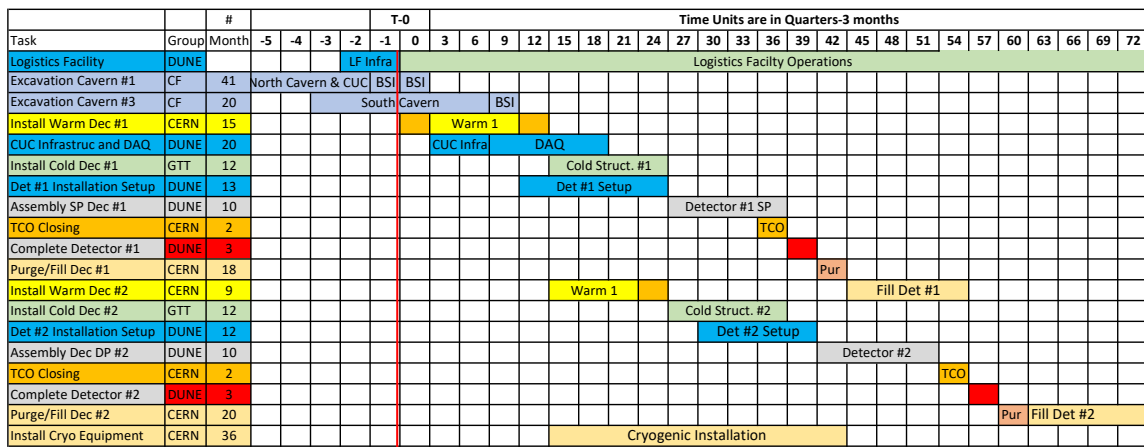 # T-0 Time Units are in Quarters-3 months
Task Group Month -5 -4 -3 -2 -1 0 3 6 9 12 15 18 21 24 27 30 33 36 39 42 45 48 51 54 57 60 63 66 69 72
Logistics Facility DUNE LF Infra Logistics Facilty Operations
Excavation Cavern #1 CF 41 North Cavern & CUC BSI BSI
Excavation Cavern #3 CF 20 South Cavern BSI
Install Warm Dec #1 CERN 15 Warm 1
CUC Infrastruc and DAQ DUNE 20 CUC Infra DAQ
Install Cold Dec #1 GTT 12 Cold Struct. #1
Det #1 Installation Setup DUNE 13 Det #1 Setup
Assembly SP Dec #1 DUNE 10 Detector #1 SP
TCO Closing CERN 2 TCO
Complete Detector #1 DUNE 3
Purge/Fill Dec #1 CERN 18 Pur
Install Warm Dec #2 CERN 9 Warm 1 Fill Det #1
Install Cold Dec #2 GTT 12 Cold Struct. #2
Det #2 Installation Setup DUNE 12 Det #2 Setup
Assembly Dec DP #2 DUNE 10 Detector #2
TCO Closing CERN 2 TCO
Complete Detector #2 DUNE 3
Purge/Fill Dec #2 CERN 20 Pur Fill Det #2
Install Cryo Equipment CERN 36 Cryogenic Installation